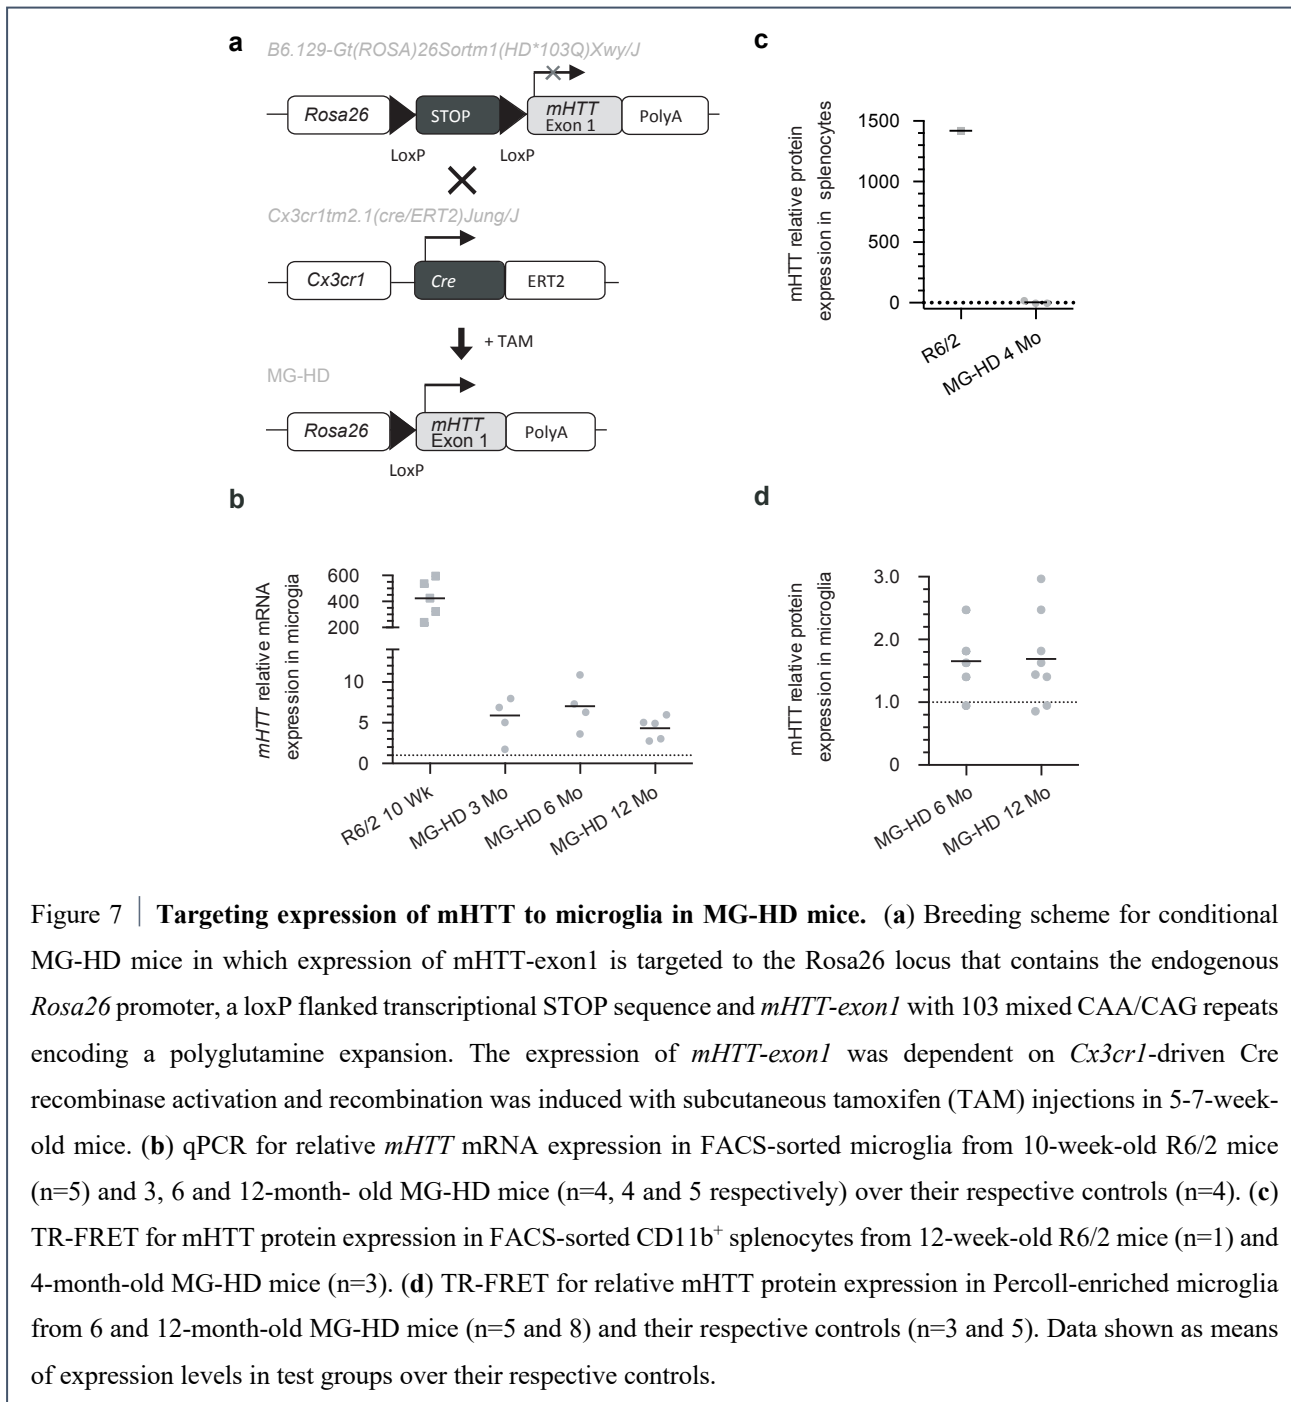 a
B6.129-Gt(ROSA)26Sortm1(HD*103Q)Xwy/J
Rosa26
STOP
mHTT
Exon 1
PolyA
LoxP
LoxP
Cx3cr1tm2.1(cre/ERT2)Jung/J
Cx3cr1
Cre
ERT2
+ TAM
MG-HD
Rosa26
mHTT
Exon 1
PolyA
LoxP
c
mHTT relative protein
expression in splenocytes
1500
1000
500
0
R6/2
MG-HD 4 Mo
b
mHTT relative mRNA
expression in microglia
600
400
200
10
5
0
R6/2 10 Wk
MG-HD 3 Mo
MG-HD 6 Mo
MG-HD 12 Mo
d
mHTT relative protein
expression in microglia
3.0
2.0
1.0
0
MG-HD 6 Mo
MG-HD 12 Mo
Figure 7 | Targeting expression of mHTT to microglia in MG-HD mice. (a) Breeding scheme for conditional
MG-HD mice in which expression of mHTT-exon1 is targeted to the Rosa26 locus that contains the endogenous
Rosa26 promoter, a loxP flanked transcriptional STOP sequence and mHTT-exon1 with 103 mixed CAA/CAG repeats
encoding a polyglutamine expansion. The expression of mHTT-exon1 was dependent on Cx3cr1-driven Cre
recombinase activation and recombination was induced with subcutaneous tamoxifen (TAM) injections in 5-7-week-
old mice. (b) qPCR for relative mHTT mRNA expression in FACS-sorted microglia from 10-week-old R6/2 mice
(n=5) and 3, 6 and 12-month- old MG-HD mice (n=4, 4 and 5 respectively) over their respective controls (n=4). (c)
TR-FRET for mHTT protein expression in FACS-sorted CD11b⁺ splenocytes from 12-week-old R6/2 mice (n=1) and
4-month-old MG-HD mice (n=3). (d) TR-FRET for relative mHTT protein expression in Percoll-enriched microglia
from 6 and 12-month-old MG-HD mice (n=5 and 8) and their respective controls (n=3 and 5). Data shown as means
of expression levels in test groups over their respective controls.